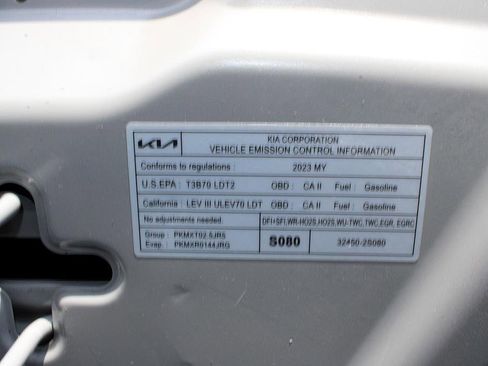 KIA
KIA CORPORATION
VEHICLE EMISSION CONTROL INFORMATION
Conforms to regulations : 2023 MY
U.S.EPA : T3B70 LDT2 OBD : CA II Fuel : Gasoline
California : LEV III ULEV70 LDT OBD : CA II Fuel : Gasoline
No adjustments needed. DFI+SFI,WR-HO2S,HO2S,WU-TWC,TWC,EGR, EGRC
Group : PKMXT02.5JR5
Evap. : PKMXR0144JRG
S080
32450-2S080